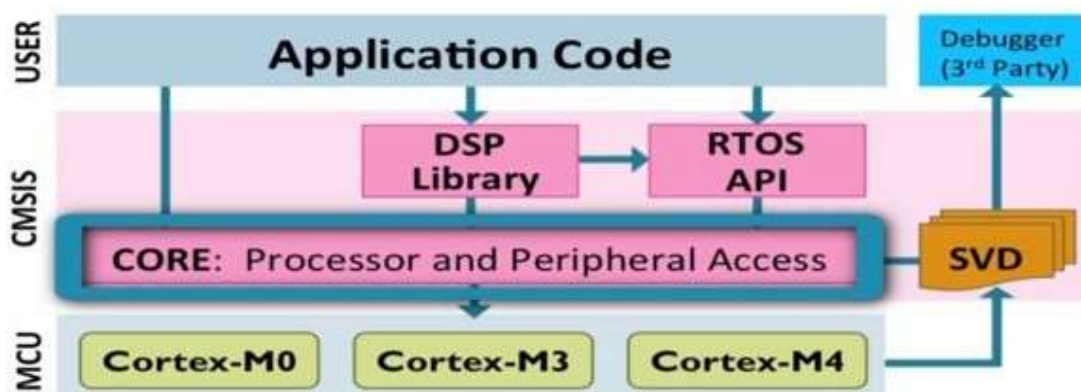 USER
Application Code
Debugger
(3rd Party)
CMSIS
DSP
Library
RTOS
API
CORE: Processor and Peripheral Access
SVD
MCU
Cortex-M0
Cortex-M3
Cortex-M4